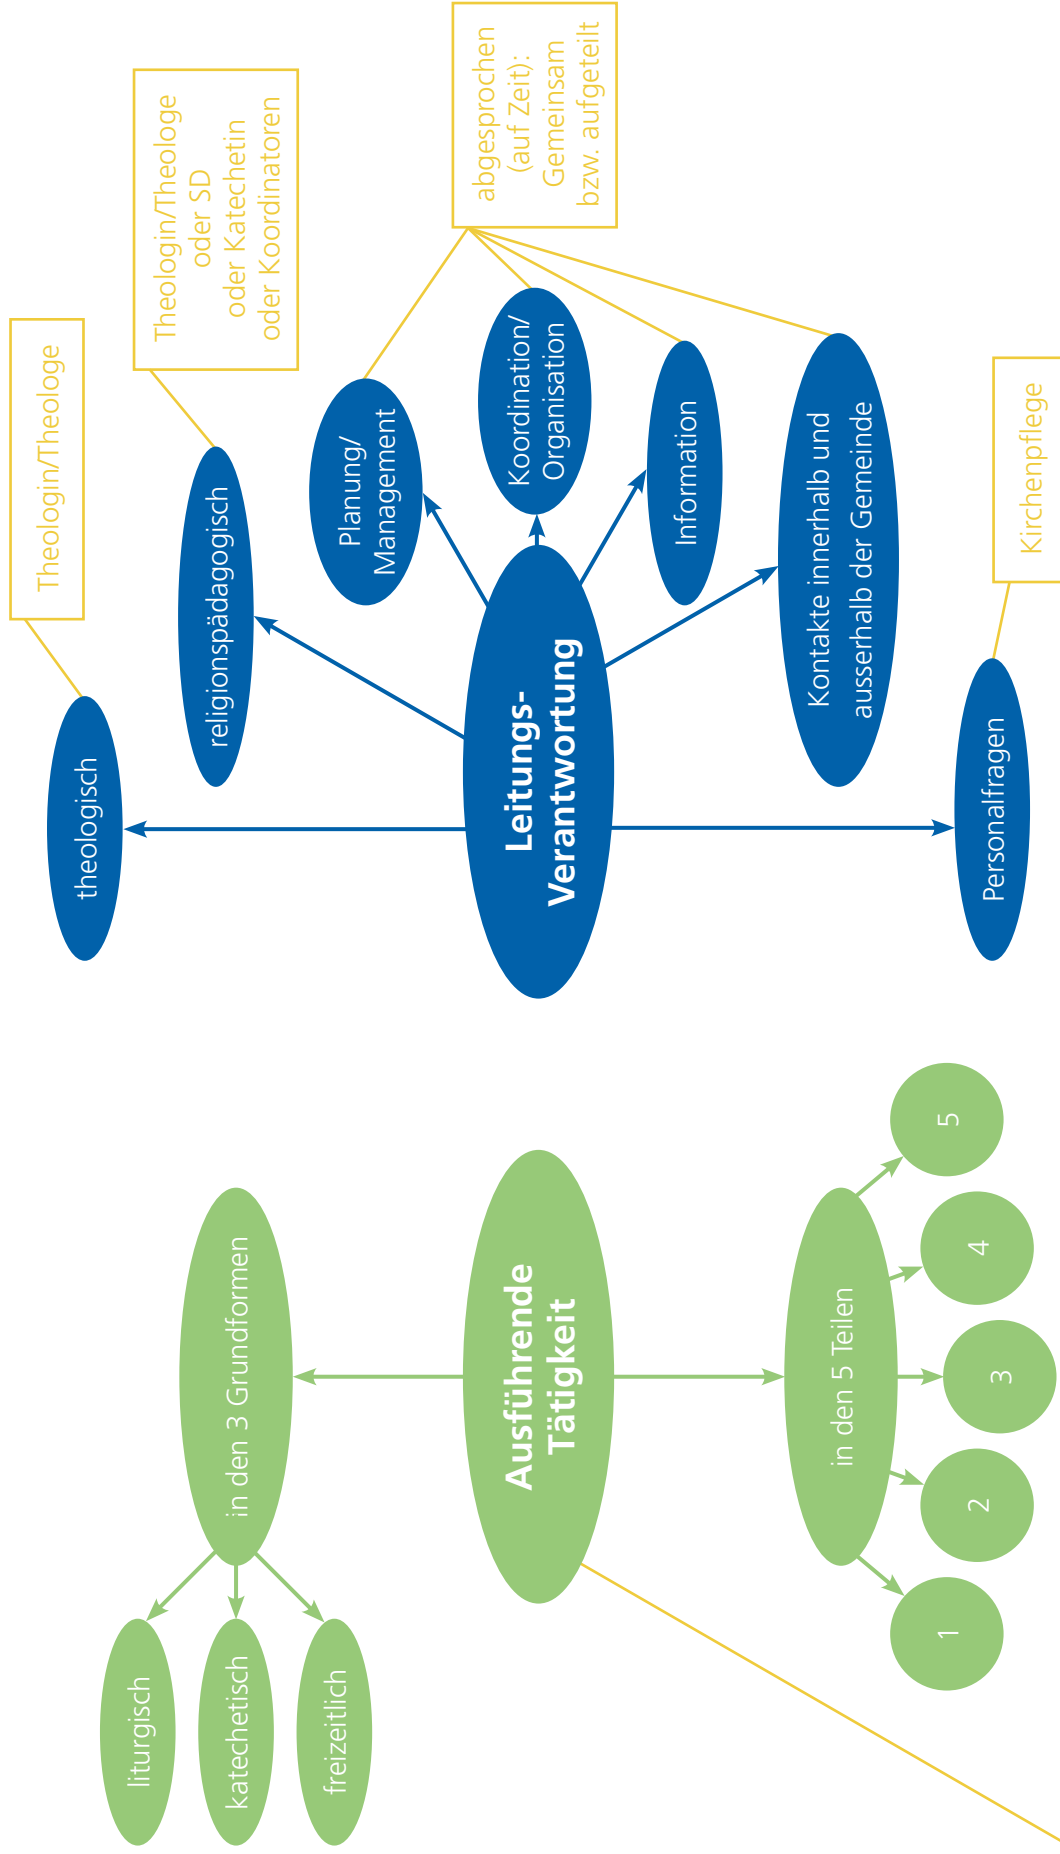 liturgisch
katechetisch
freizeitlich
in den 3 Grundformen
Ausführende
Tätigkeit
in den 5 Teilen
1
2
3
4
5
theologisch
Theologin/Theologe
religionspädagogisch
Theologin/Theologe
oder SD
oder Katechetin
oder Koordinatoren
Leitungs-
Verantwortung
Planung/
Management
Koordination/
Organisation
Information
Kontakte innerhalb und
ausserhalb der Gemeinde
abgesprochen
(auf Zeit):
Gemeinsam
bzw. aufgeteilt
Personalfragen
Kirchenpflege